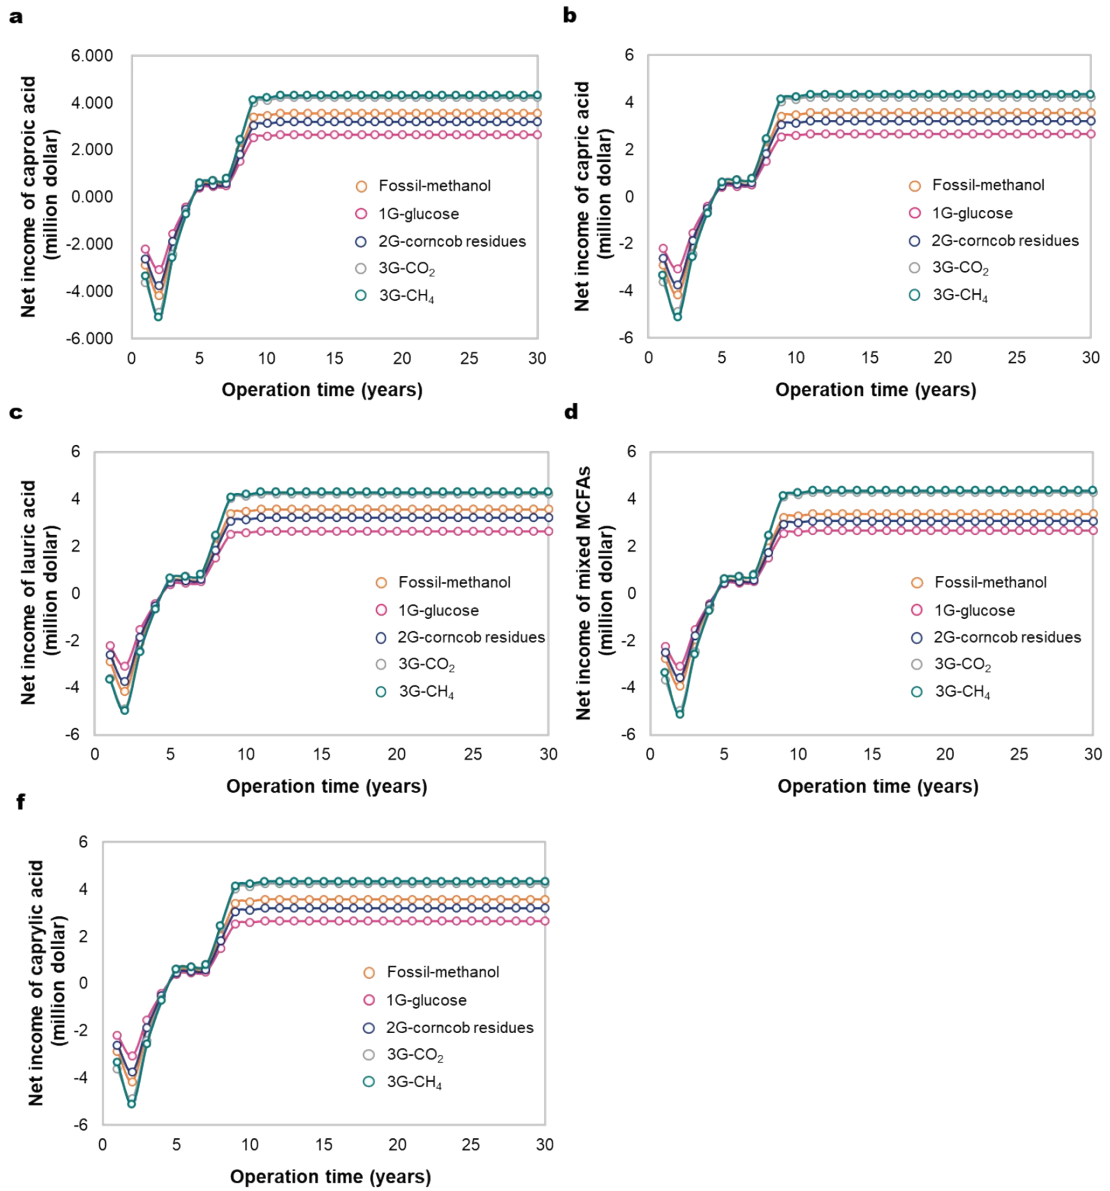 a
6.000
4.000
2.000
0.000
-2.000
-4.000
-6.000
Net income of caproic acid
(million dollar)
Fossil-methanol
1G-glucose
2G-corncob residues
3G-CO₂
3G-CH₄
0 5 10 15 20 25 30
Operation time (years)
b
6
4
2
0
-2
-4
-6
Net income of capric acid
(million dollar)
Fossil-methanol
1G-glucose
2G-corncob residues
3G-CO₂
3G-CH₄
0 5 10 15 20 25 30
Operation time (years)
c
6
4
2
0
-2
-4
-6
Net income of lauric acid
(million dollar)
Fossil-methanol
1G-glucose
2G-corncob residues
3G-CO₂
3G-CH₄
0 5 10 15 20 25 30
Operation time (years)
d
6
4
2
0
-2
-4
-6
Net income of mixed MCFAs
(million dollar)
Fossil-methanol
1G-glucose
2G-corncob residues
3G-CO₂
3G-CH₄
0 5 10 15 20 25 30
Operation time (years)
f
6
4
2
0
-2
-4
-6
Net income of caprylic acid
(million dollar)
Fossil-methanol
1G-glucose
2G-corncob residues
3G-CO₂
3G-CH₄
0 5 10 15 20 25 30
Operation time (years)